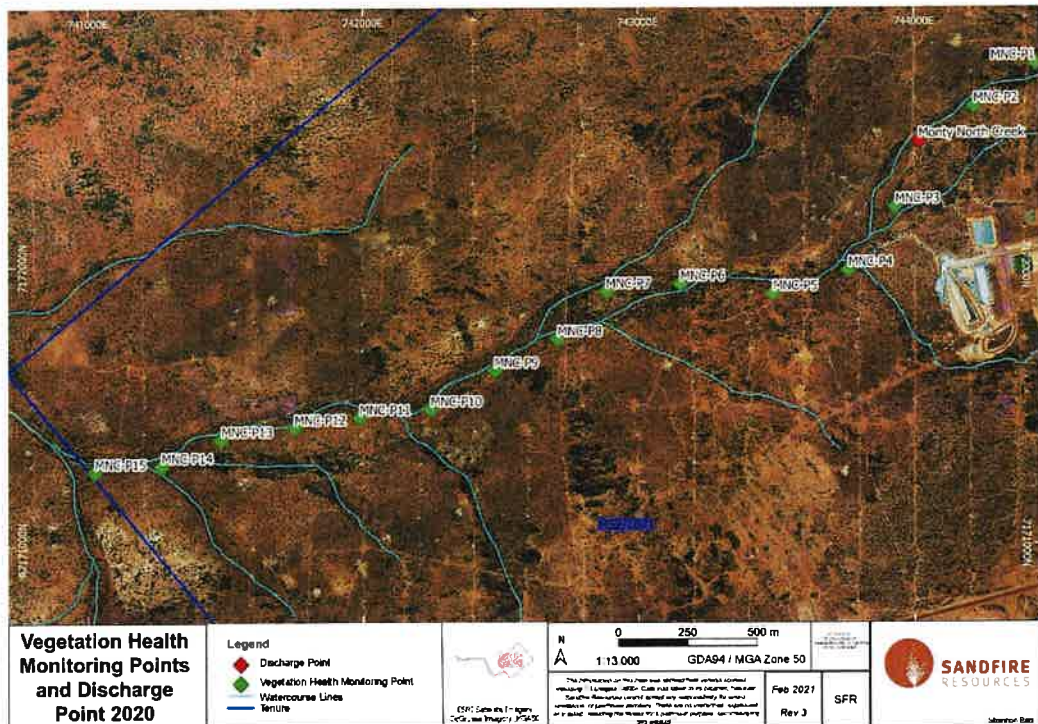 741000E
742000E
743000E
744000E
MNC-P1
MNC-P2
Monty North Creek
MNC-P3
MNC-P4
MNC-P5
MNC-P6
MNC-P7
MNC-P8
MNC-P9
MNC-P10
MNC-P11
MNC-P12
MNC-P13
MNC-P14
MNC-P15
7172000N
7171000N
7171000N
Vegetation Health
Monitoring Points
and Discharge
Point 2020
Legend
Discharge Point
Vegetation Health Monitoring Point
Watercourse Lines
Tenure
N
0 250 500 m
1:13 000 GDA94 / MGA Zone 50
Feb 2021
Rev 3
SFR
SANDFIRE
RESOURCES